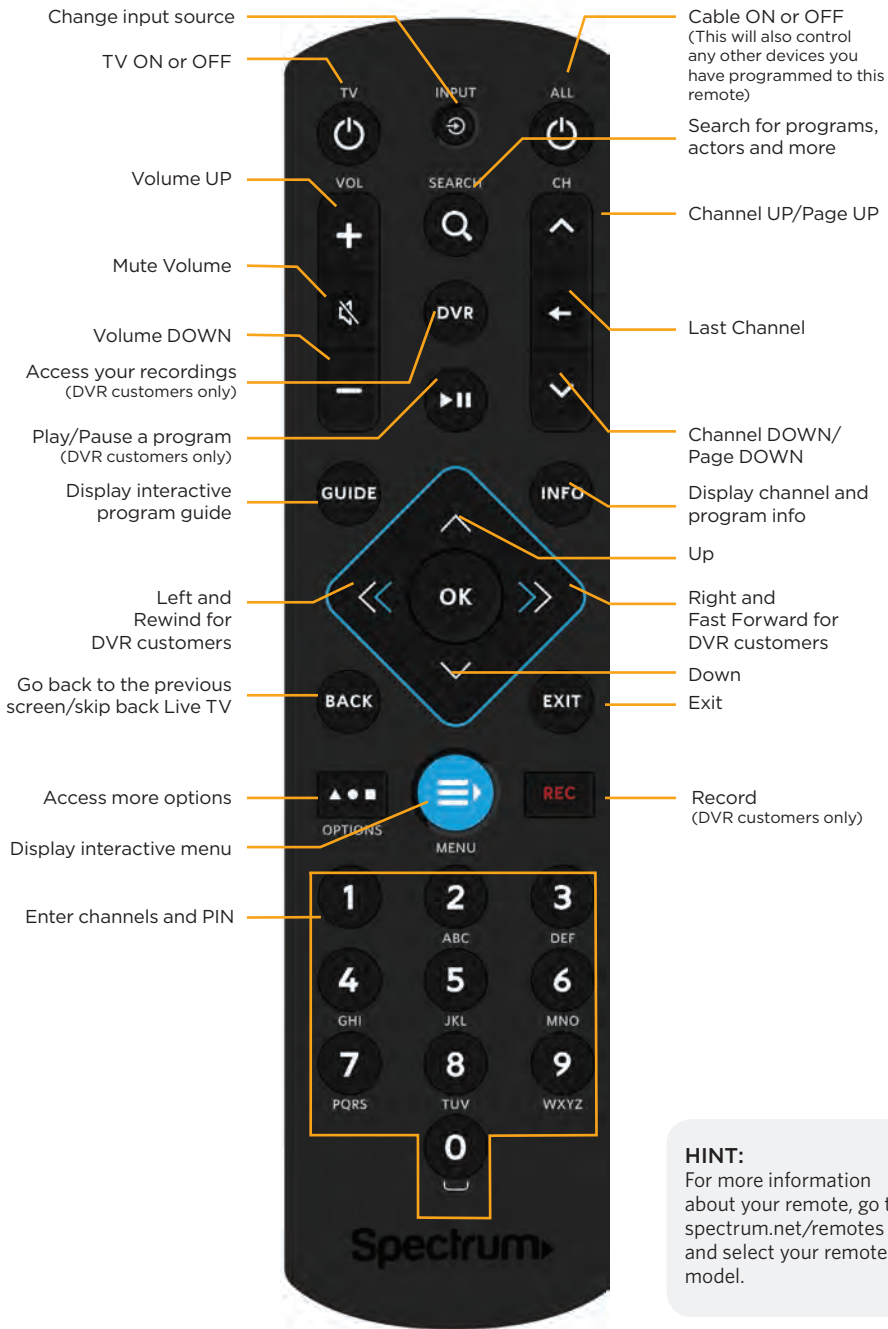 Change input source
TV ON or OFF
Volume UP
Mute Volume
Volume DOWN
Access your recordings
(DVR customers only)
Play/Pause a program
(DVR customers only)
Display interactive
program guide
Left and
Rewind for
DVR customers
Go back to the previous
screen/skip back Live TV
Access more options
Display interactive menu
Enter channels and PIN
TV
INPUT
ALL
VOL
SEARCH
CH
DVR
GUIDE
INFO
OK
BACK
EXIT
OPTIONS
MENU
REC
1
2
3
ABC
DEF
4
5
6
GHI
JKL
MNO
7
8
9
PQRS
TUV
WXYZ
0
Spectrum
Cable ON or OFF
(This will also control
any other devices you
have programmed to this
remote)
Search for programs,
actors and more
Channel UP/Page UP
Last Channel
Channel DOWN/
Page DOWN
Display channel and
program info
Up
Right and
Fast Forward for
DVR customers
Down
Exit
Record
(DVR customers only)
HINT:
For more information
about your remote, go t
spectrum.net/remotes
and select your remote
model.